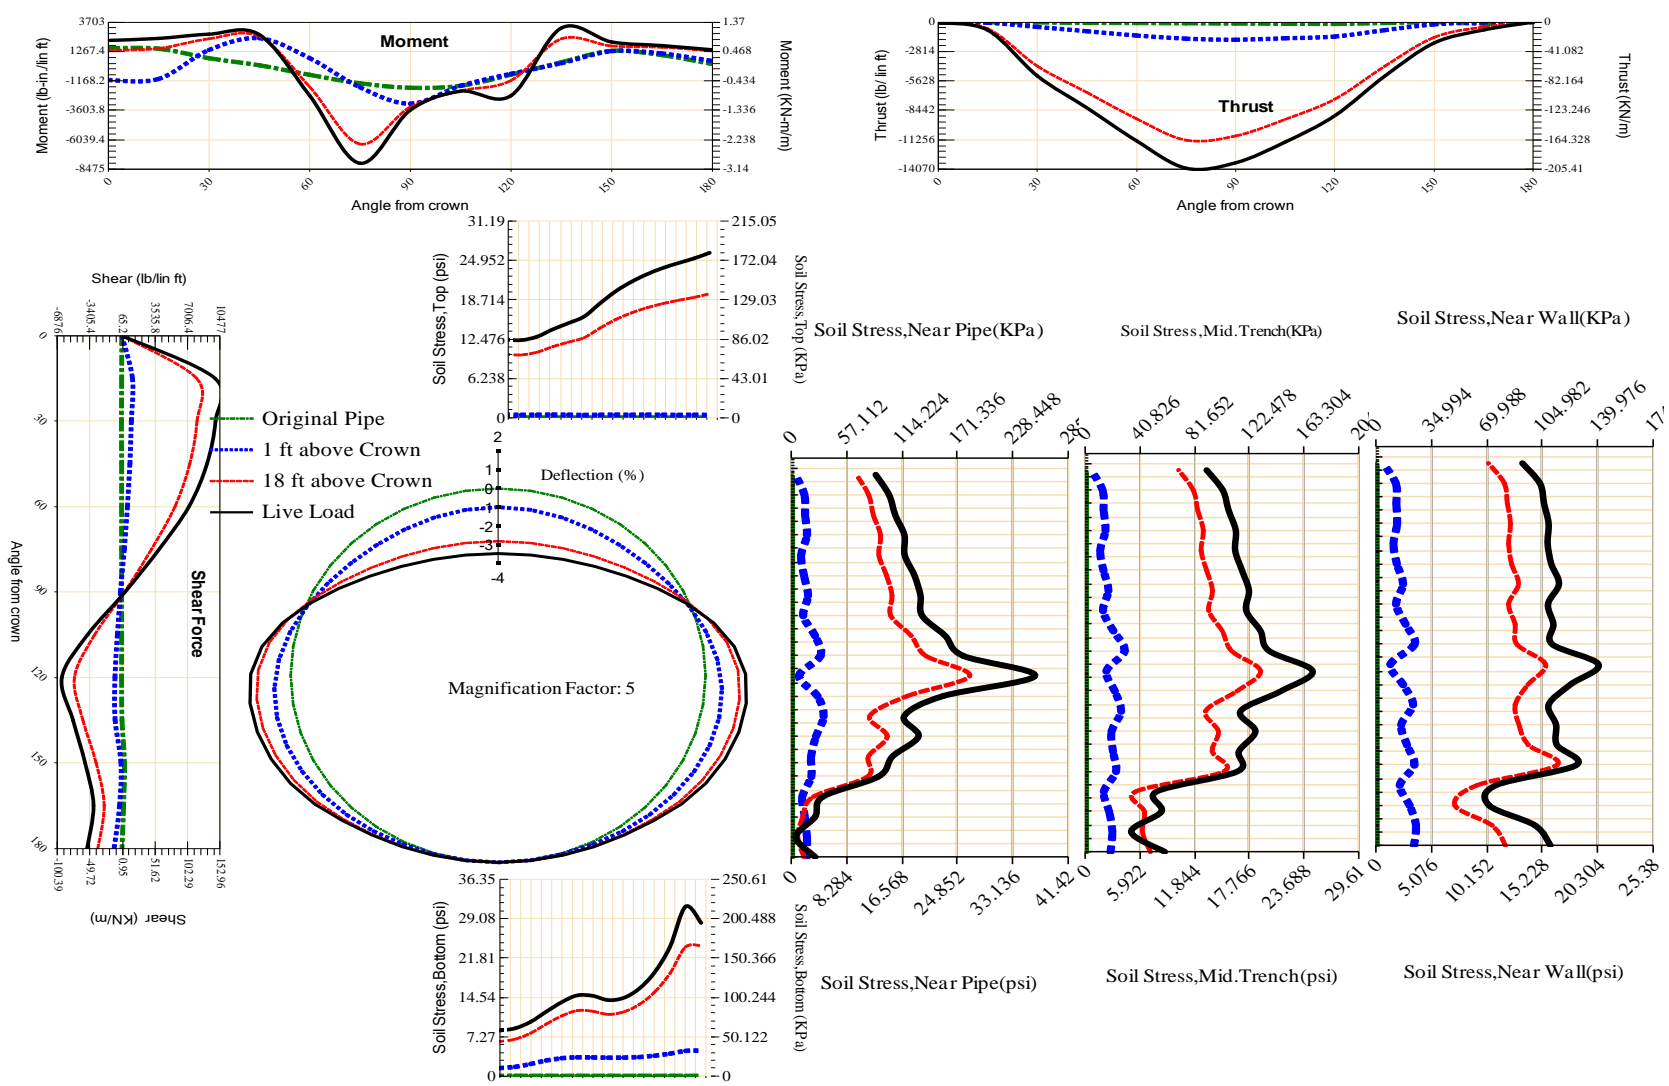 3703
1267.4
-1168.2
-3603.8
-6039.4
-8475
Moment (lb-in /lin ft)
Moment
1.37
0.468
-0.434
-1.336
-2.238
-3.14
Moment (KN-m/m)
0 30 60 90 120 150 180
Angle from crown
0
-2814
-5628
-8442
-11256
-14070
Thrust (lb/ lin ft)
Thrust
0
-41.082
-82.164
-123.246
-164.328
-205.41
Thrust (KN/m)
0 30 60 90 120 150 180
Angle from crown
31.19
24.952
18.714
12.476
6.238
0
Soil Stress,Top (psi)
215.05
172.04
129.03
86.02
43.01
0
Soil Stress,Top (KPa)
Shear (lb/lin ft)
-6876 -3405.4 65.2 3535.8 7006.4 10477
0
30
60
90
120
150
180
Angle from crown
Shear Force
-100.39 -49.72 0.95 51.62 102.29 152.96
Shear (KN/m)
Original Pipe
1 ft above Crown
18 ft above Crown
Live Load
2
1
0
-1
-2
-3
-4
Deflection (%)
Magnification Factor: 5
36.35
29.08
21.81
14.54
7.27
0
Soil Stress,Bottom (psi)
250.61
200.488
150.366
100.244
50.122
0
Soil Stress,Bottom (KPa)
Soil Stress,Near Pipe(KPa)
0 57.112 114.224 171.336 228.448
0 8.284 16.568 24.852 33.136 41.42
Soil Stress,Near Pipe(psi)
Soil Stress,Mid.Trench(KPa)
0 40.826 81.652 122.478 163.304
0 5.922 11.844 17.766 23.688 29.61
Soil Stress,Mid.Trench(psi)
Soil Stress,Near Wall(KPa)
0 34.994 69.988 104.982 139.976
0 5.076 10.152 15.228 20.304 25.38
Soil Stress,Near Wall(psi)